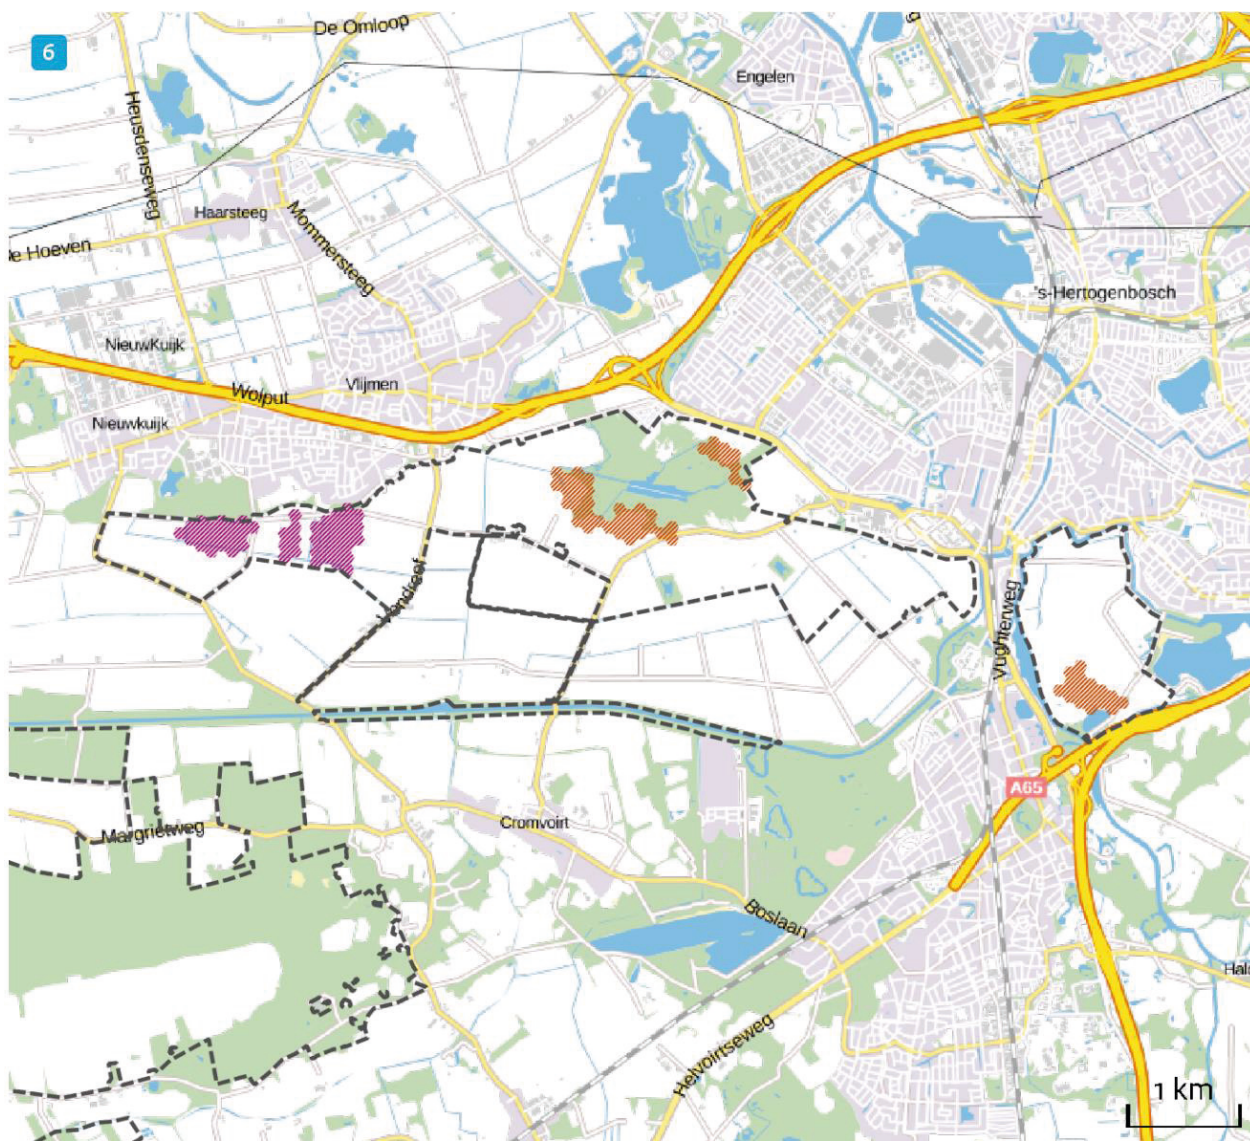 6
De Omloop
Engelen
Heusdenseweg
Haarsteeg
Mommersteeg
De Hoeven
's-Hertogenbosch
NieuwKuijk
Vlijmen
Wolput
Nieuwkuijk
Vendreef
Vughterweg
A65
Margrietweg
Cromvoirt
Boslaan
Hal
Helvoirtseweg
1 km